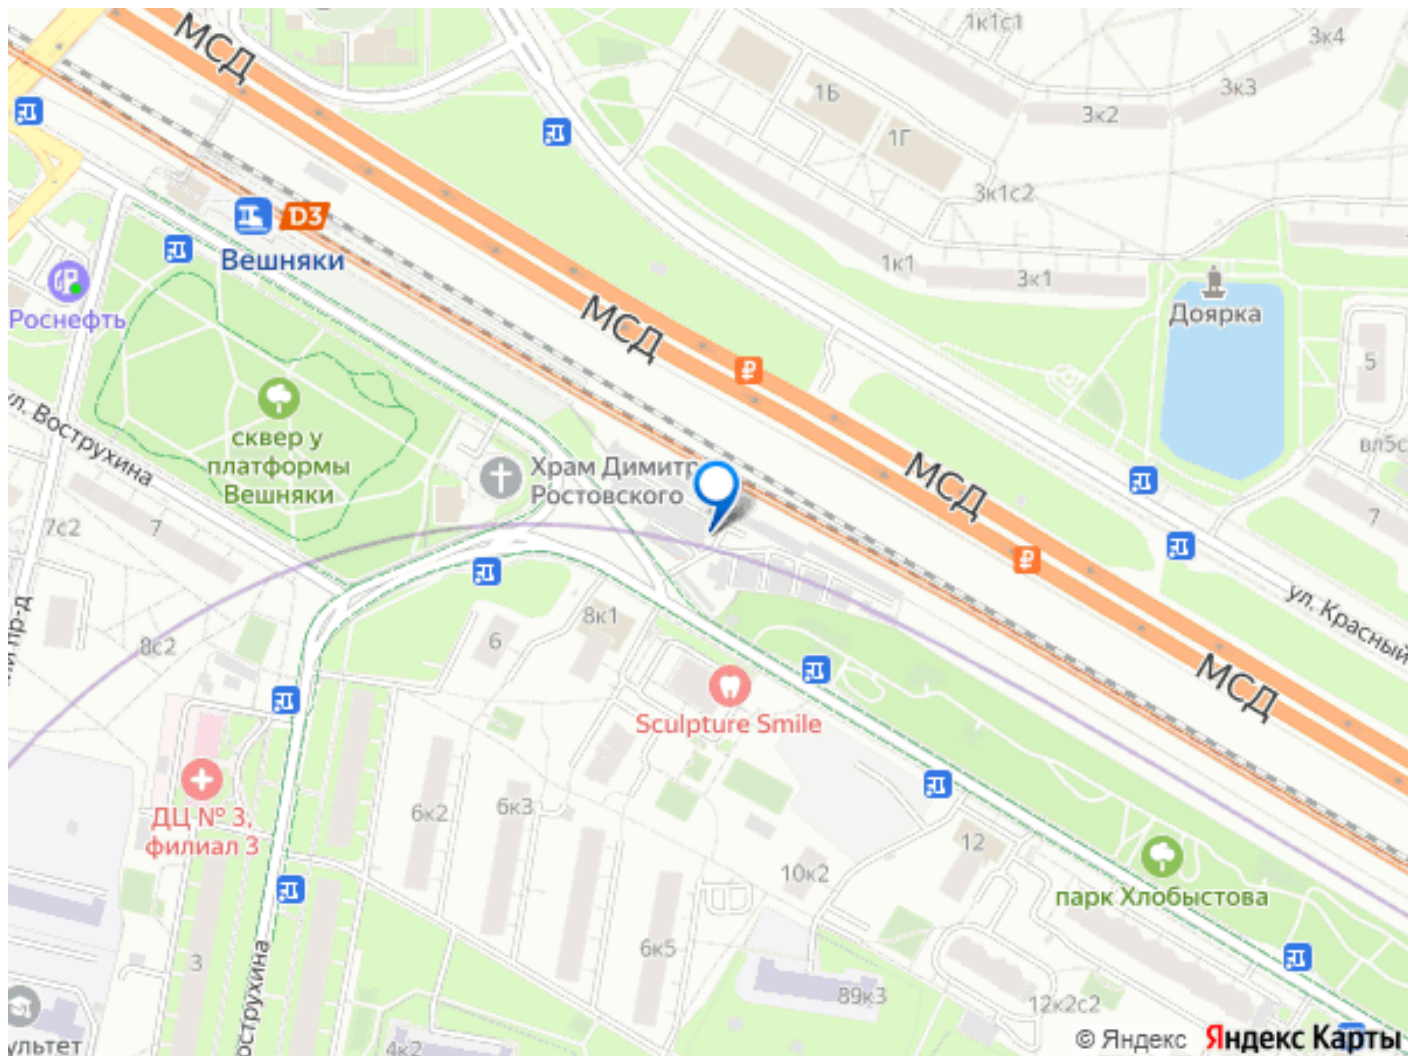 МСД
1к1с1
3к4
3к3
3к2
1Б
1Г
3к1с2
D3
Вешняки
1к1
3к1
Доярка
Роснефть
МСД
₽
5
ул. Вострухина
сквер у
платформы
Вешняки
Храм Димитр
Ростовского
МСД
вл5с
7с2
7
7
₽
ул. Красный
8с2
6
8к1
МСД
Sculpture Smile
ДЦ № 3,
филиал 3
6к2
6к3
12
10к2
парк Хлобыстова
3
6к5
89к3
12к2с2
острухина
ультет
4к2
© Яндекс
Яндекс Карты